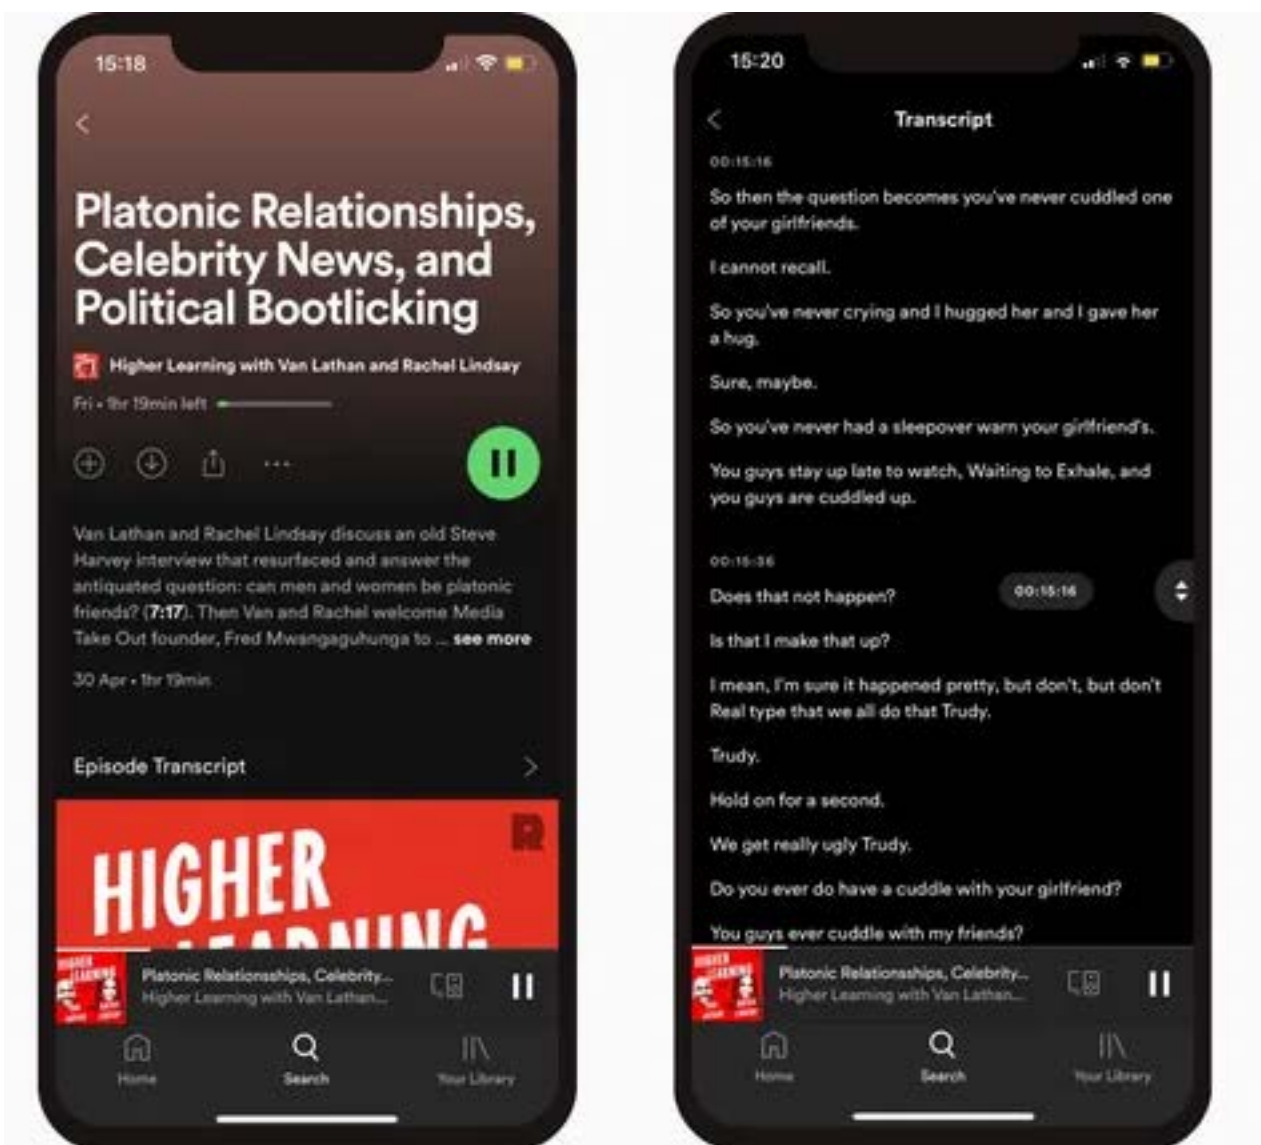 15:18
Platonic Relationships,
Celebrity News, and
Political Bootlicking
Higher Learning with Van Lathan and Rachel Lindsay
Fri • 1hr 19min left
Van Lathan and Rachel Lindsay discuss an old Steve
Harvey interview that resurfaced and answer the
antiquated question: can men and women be platonic
friends? (7:17). Then Van and Rachel welcome Media
Take Out founder, Fred Mwangaguhunga to ... see more
30 Apr • 1hr 19min
Episode Transcript
R
HIGHER
LEARNING
HIGHER
LEARNING
Platonic Relationsships, Celebrity...
Higher Learning with Van Lathan...
Home
Search
Your Library
15:20
Transcript
00:15:16
So then the question becomes you've never cuddled one
of your girlfriends.
I cannot recall.
So you've never crying and I hugged her and I gave her
a hug.
Sure, maybe.
So you've never had a sleepover warn your girlfriend's.
You guys stay up late to watch, Waiting to Exhale, and
you guys are cuddled up.
00:15:36
Does that not happen?
00:15:16
Is that I make that up?
I mean, I'm sure it happened pretty, but don't, but don't
Real type that we all do that Trudy.
Trudy.
Hold on for a second.
We get really ugly Trudy.
Do you ever do have a cuddle with your girlfriend?
You guys ever cuddle with my friends?
HIGHER
LEARNING
Platonic Relationsships, Celebrity...
Higher Learning with Van Lathan...
Home
Search
Your Library